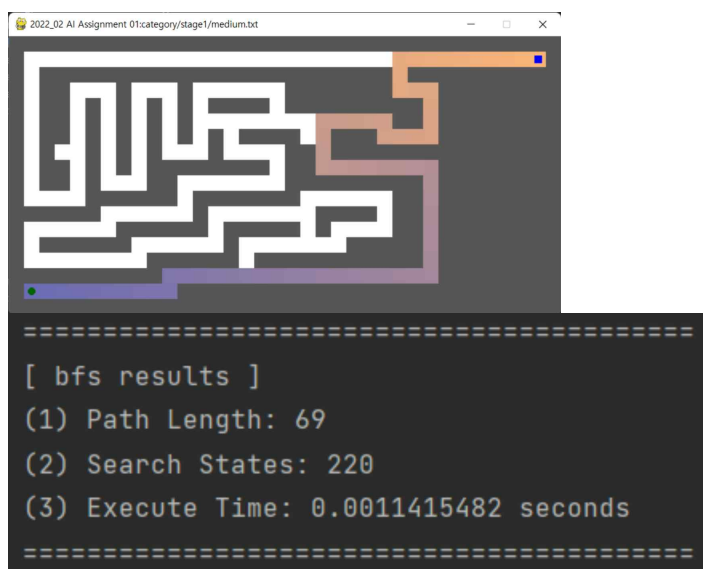 2022_02 AI Assignment 01:category/stage1/medium.txt
==========================================
[ bfs results ]
(1) Path Length: 69
(2) Search States: 220
(3) Execute Time: 0.0011415482 seconds
==========================================